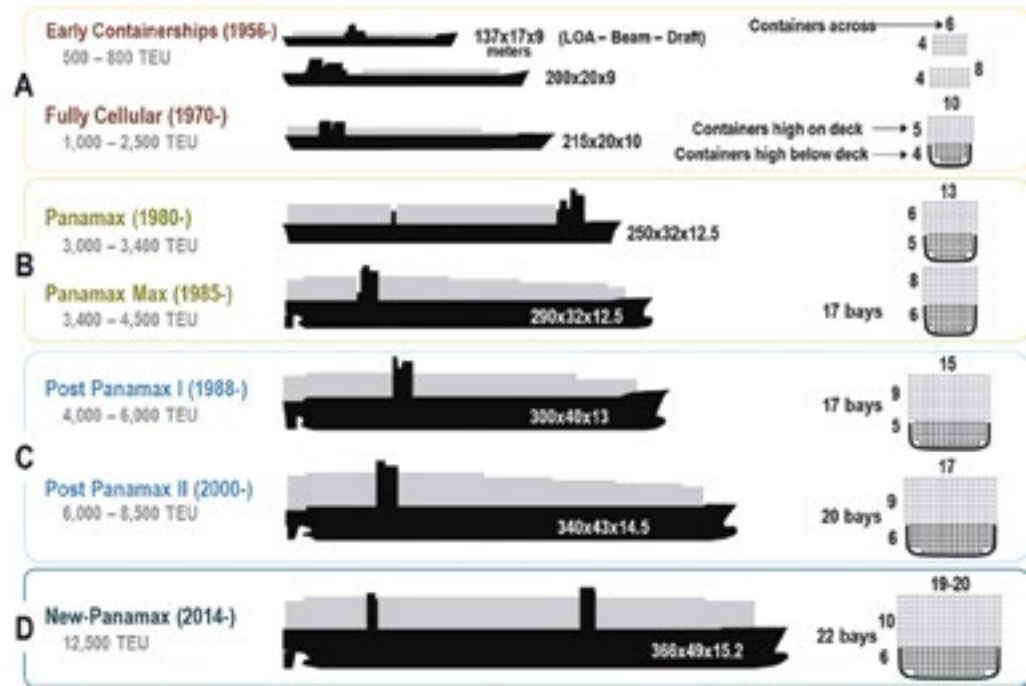 A
Early Containerships (1956-)
500 – 800 TEU
137x17x9 (LOA – Beam – Draft)
meters
200x20x9
Containers across
6
4
4
8
Fully Cellular (1970-)
1,000 – 2,500 TEU
215x20x10
10
Containers high on deck
5
Containers high below deck
4
B
Panamax (1980-)
3,000 – 3,400 TEU
250x32x12.5
13
6
5
Panamax Max (1985-)
3,400 – 4,500 TEU
290x32x12.5
17 bays
8
6
C
Post Panamax I (1988-)
4,000 – 6,000 TEU
300x40x13
17 bays
15
9
5
Post Panamax II (2000-)
6,000 – 8,500 TEU
340x43x14.5
20 bays
17
9
6
D
New-Panamax (2014-)
12,500 TEU
366x49x15.2
22 bays
19-20
10
6